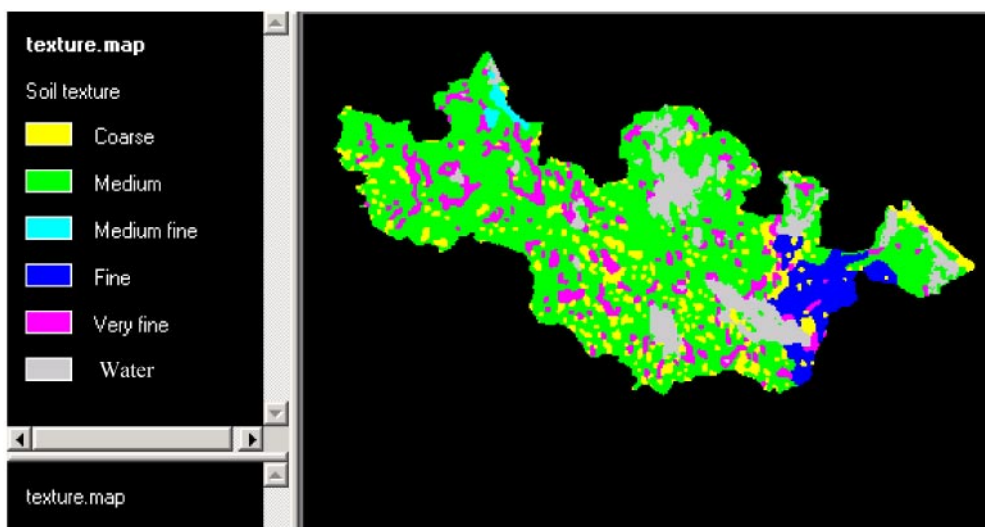 texture.map
Soil texture
Coarse
Medium
Medium fine
Fine
Very fine
Water
texture.map